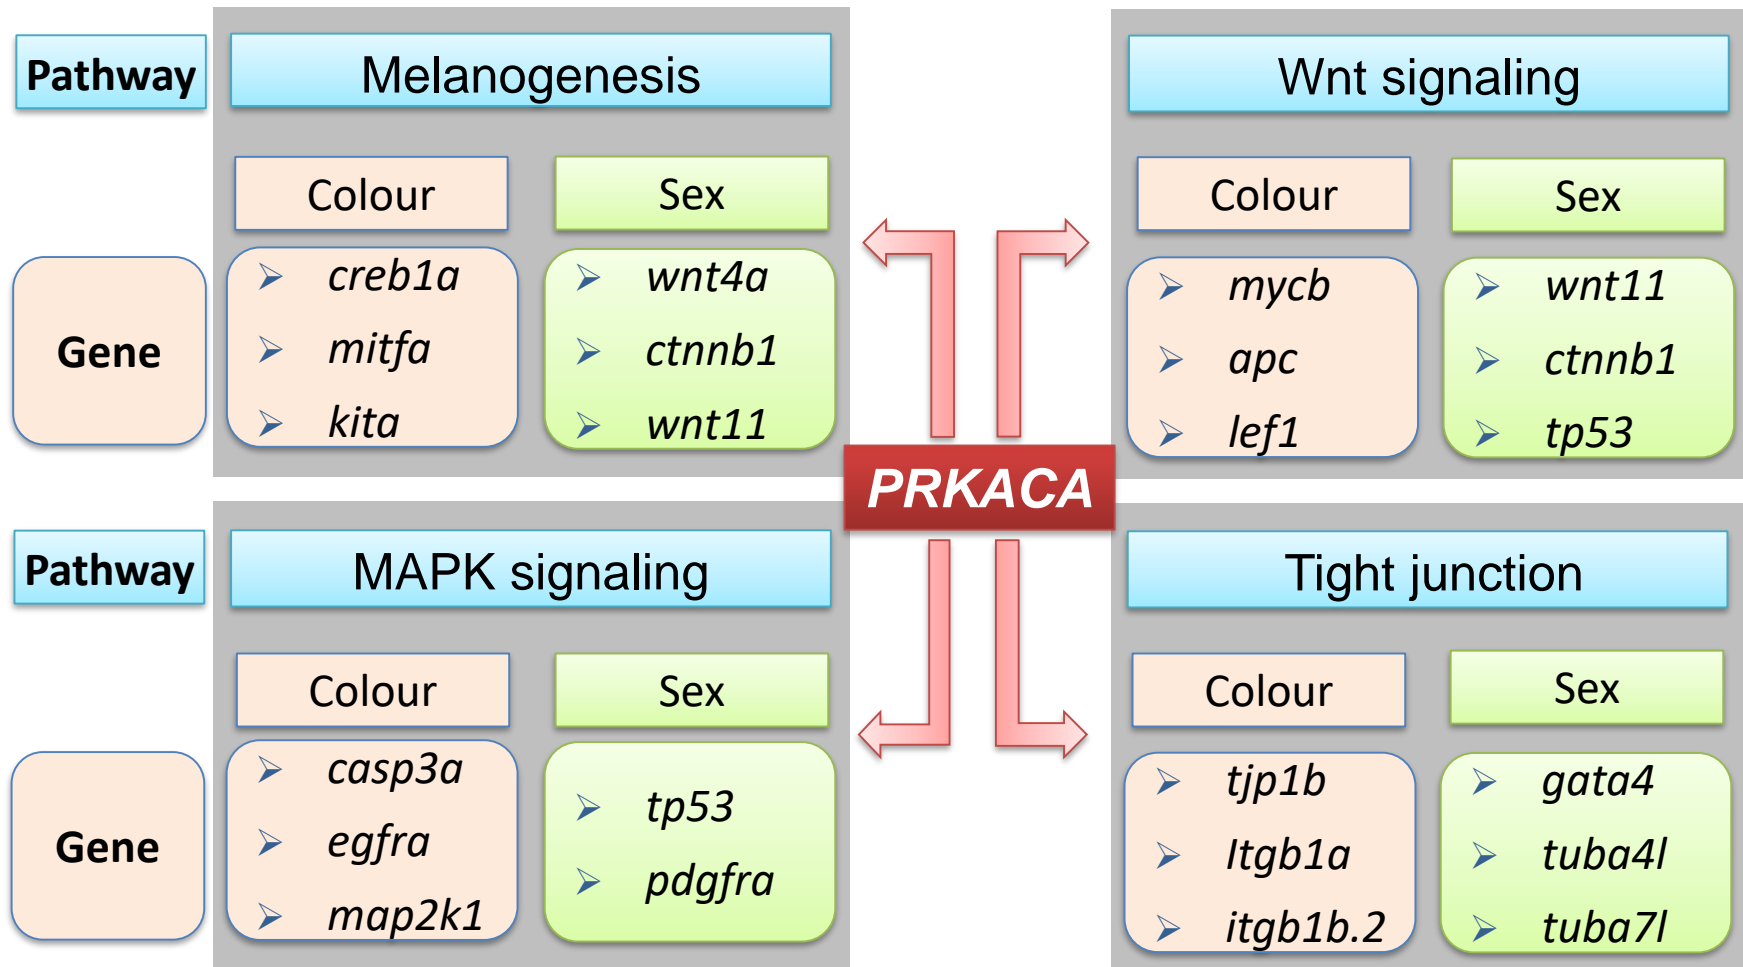 Pathway
Melanogenesis
Colour
Sex
Gene
creb1a
mitfa
kita
wnt4a
ctnnb1
wnt11
Wnt signaling
Colour
Sex
mycb
apc
lef1
wnt11
ctnnb1
tp53
PRKACA
Pathway
MAPK signaling
Colour
Sex
Gene
casp3a
egfra
map2k1
tp53
pdgfra
Tight junction
Colour
Sex
tjp1b
Itgb1a
itgb1b.2
gata4
tuba4l
tuba7l